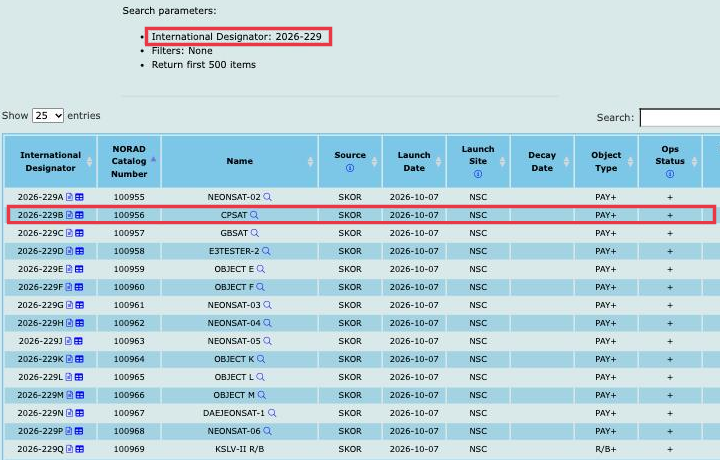 Search parameters:
International Designator: 2026-229
Filters: None
Return first 500 items
Show 25 entries
Search:
International Designator NORAD Catalog Number Name Source Launch Date Launch Site Decay Date Object Type Ops Status
2026-229A 100955 NEONSAT-02 SKOR 2026-10-07 NSC PAY+ +
2026-229B 100956 CPSAT SKOR 2026-10-07 NSC PAY+ +
2026-229C 100957 GBSAT SKOR 2026-10-07 NSC PAY+ +
2026-229D 100958 E3TESTER-2 SKOR 2026-10-07 NSC PAY+ +
2026-229E 100959 OBJECT E SKOR 2026-10-07 NSC PAY+ +
2026-229F 100960 OBJECT F SKOR 2026-10-07 NSC PAY+ +
2026-229G 100961 NEONSAT-03 SKOR 2026-10-07 NSC PAY+ +
2026-229H 100962 NEONSAT-04 SKOR 2026-10-07 NSC PAY+ +
2026-229J 100963 NEONSAT-05 SKOR 2026-10-07 NSC PAY+ +
2026-229K 100964 OBJECT K SKOR 2026-10-07 NSC PAY+ +
2026-229L 100965 OBJECT L SKOR 2026-10-07 NSC PAY+ +
2026-229M 100966 OBJECT M SKOR 2026-10-07 NSC PAY+ +
2026-229N 100967 DAEJEONSAT-1 SKOR 2026-10-07 NSC PAY+ +
2026-229P 100968 NEONSAT-06 SKOR 2026-10-07 NSC PAY+ +
2026-229Q 100969 KSLV-II R/B SKOR 2026-10-07 NSC R/B+ +